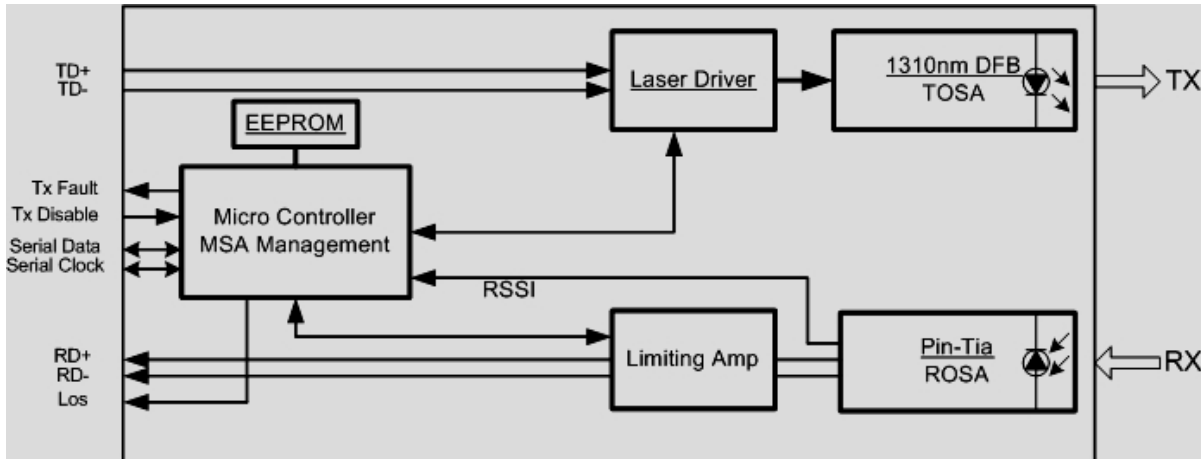 TD+
TD-
Laser Driver
1310nm DFB
TOSA
TX
EEPROM
Tx Fault
Tx Disable
Serial Data
Serial Clock
Micro Controller
MSA Management
RSSI
RD+
RD-
Los
Limiting Amp
Pin-Tia
ROSA
RX